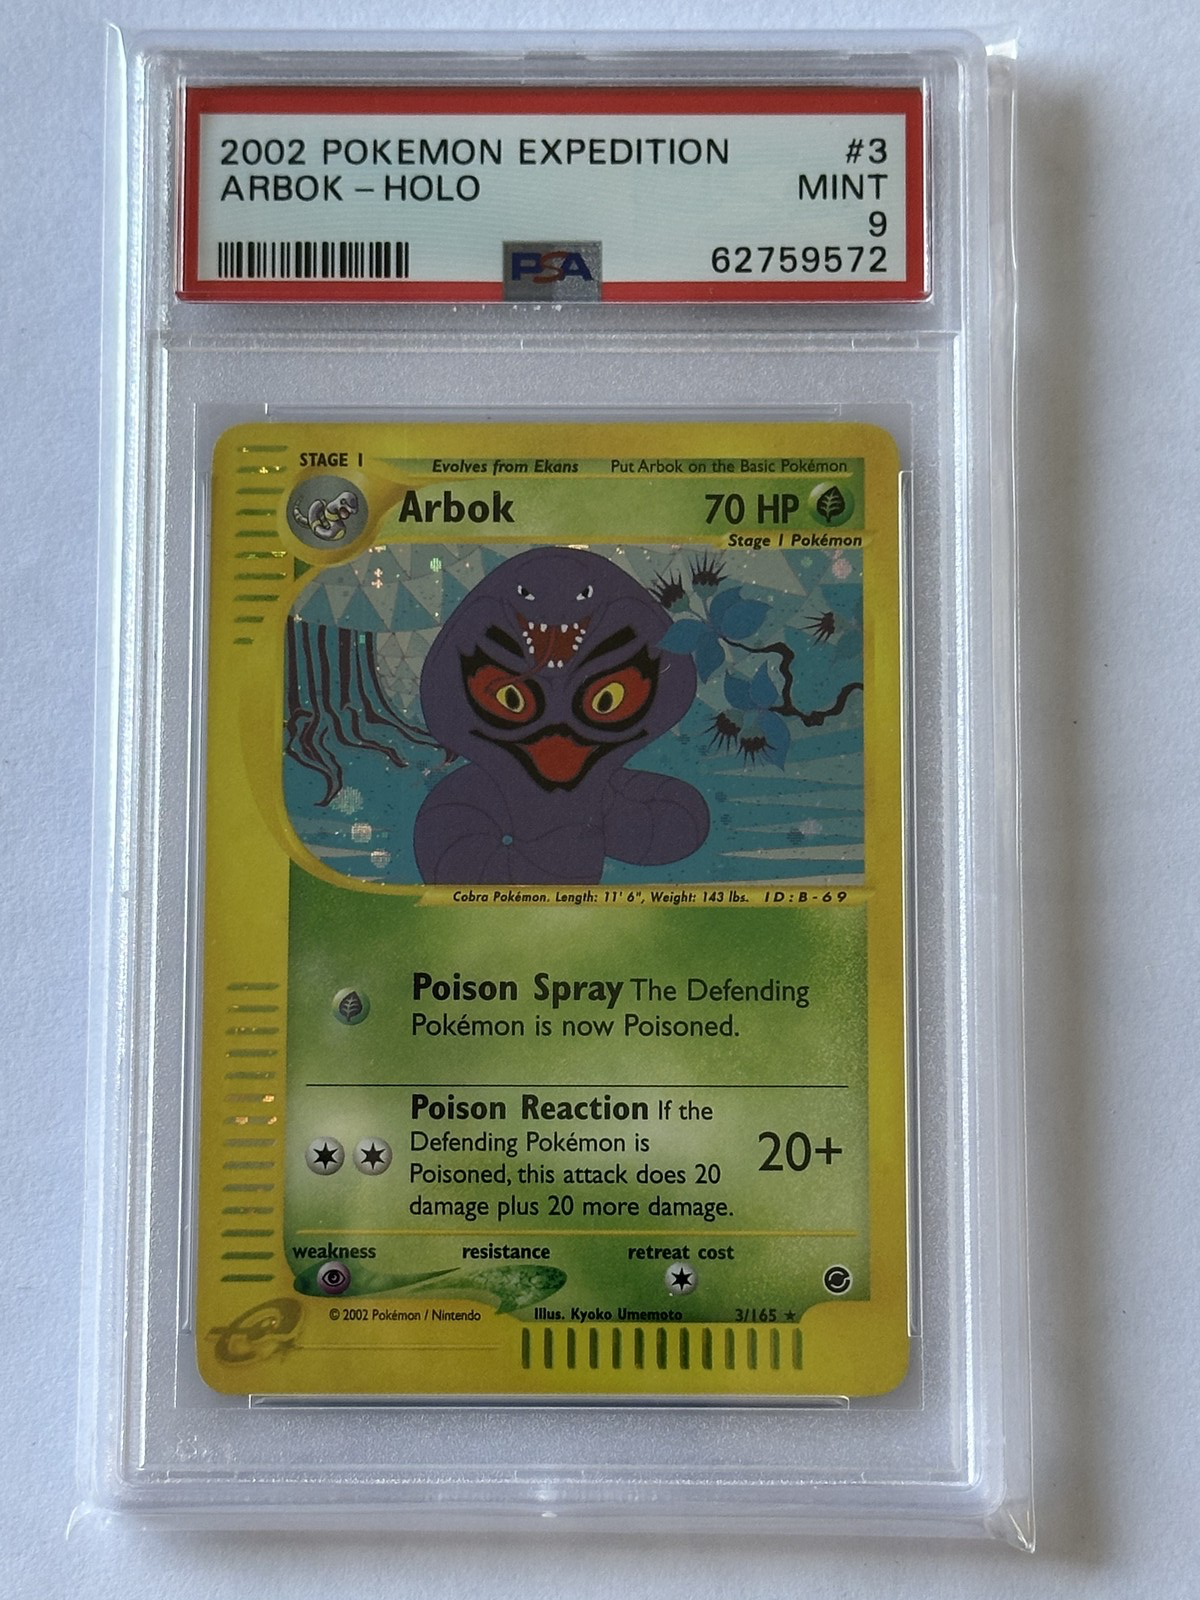 2002 POKEMON EXPEDITION #3
ARBOK – HOLO MINT
9
PSA 62759572
STAGE 1 Evolves from Ekans Put Arbok on the Basic Pokémon
Arbok 70 HP
Stage 1 Pokémon
Cobra Pokémon. Length: 11' 6", Weight: 143 lbs. ID:B-69
Poison Spray The Defending
Pokémon is now Poisoned.
Poison Reaction If the
Defending Pokémon is
Poisoned, this attack does 20
damage plus 20 more damage.
20+
weakness resistance retreat cost
e
© 2002 Pokémon / Nintendo Illus. Kyoko Umemoto 3/165 ★